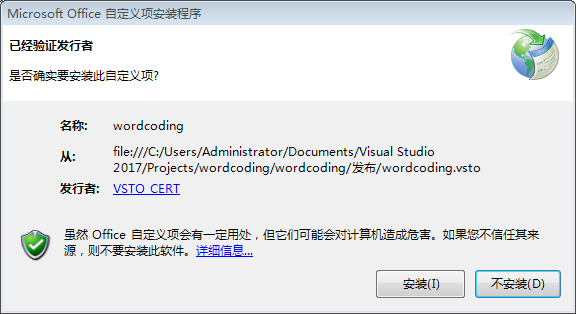 Microsoft Office 自定义项安装程序
已经验证发行者
是否确实要安装此自定义项?
名称: wordcoding
从: file:///C:/Users/Administrator/Documents/Visual Studio
2017/Projects/wordcoding/wordcoding/发布/wordcoding.vsto
发行者: VSTO_CERT
虽然 Office 自定义项会有一定用处，但它们可能会对计算机造成危害。如果您不信任其来
源，则不要安装此软件。详细信息...
安装(I) 不安装(D)